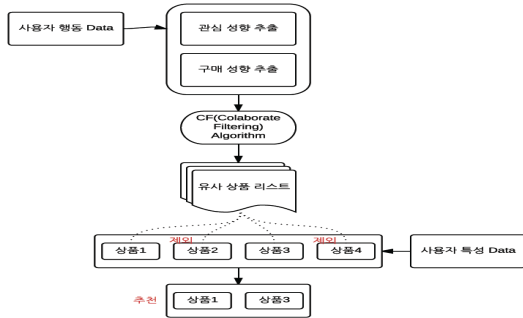 사용자 행동 Data
관심 성향 추출
구매 성향 추출
CF(Colaborate
Filtering)
Algorithm
유사 상품 리스트
제외
제외
상품1
상품2
상품3
상품4
사용자 특성 Data
추천
상품1
상품3